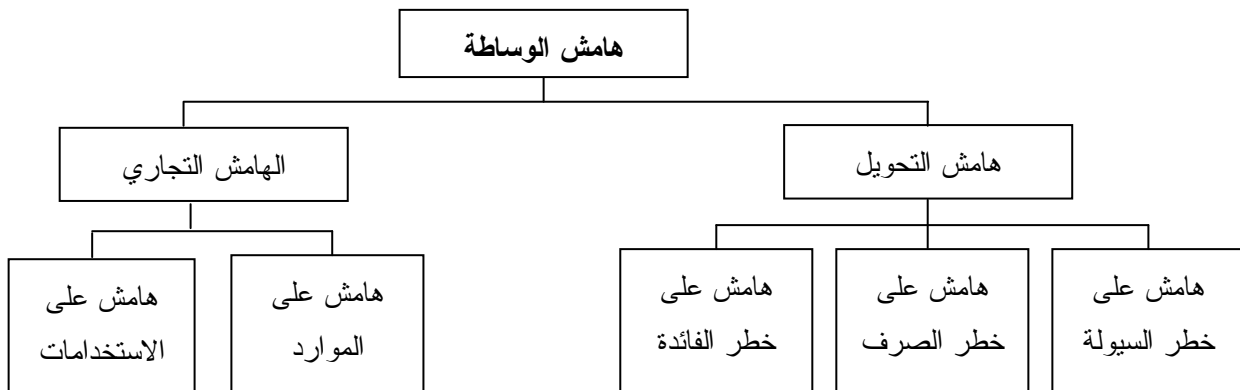 هامش الوساطة
هامش التحويل
الهامش التجاري
هامش على
خطر السيولة
هامش على
خطر الصرف
هامش على
خطر الفائدة
هامش على
الموارد
هامش على
الاستخدامات